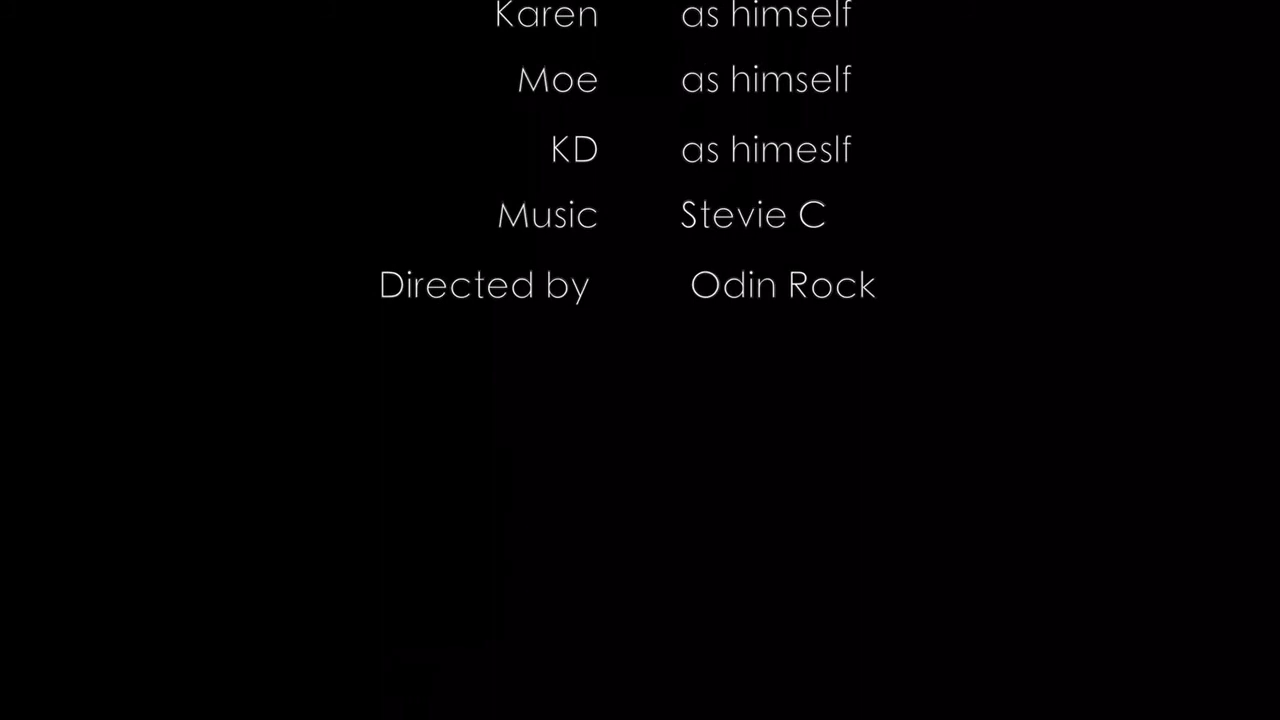 Karen as himself
Moe as himself
KD as himeslf
Music Stevie C
Directed by Odin Rock